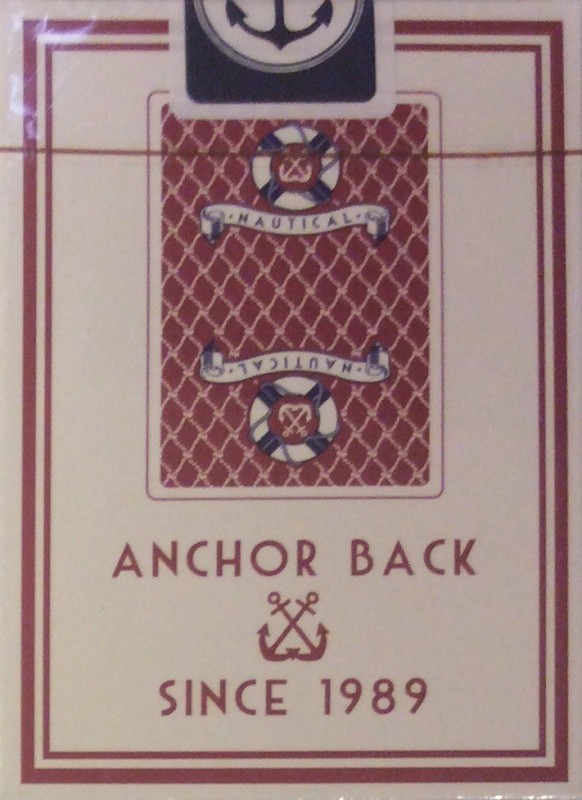 · NAUTICAL ·
· NAUTICAL ·
ANCHOR BACK
SINCE 1989